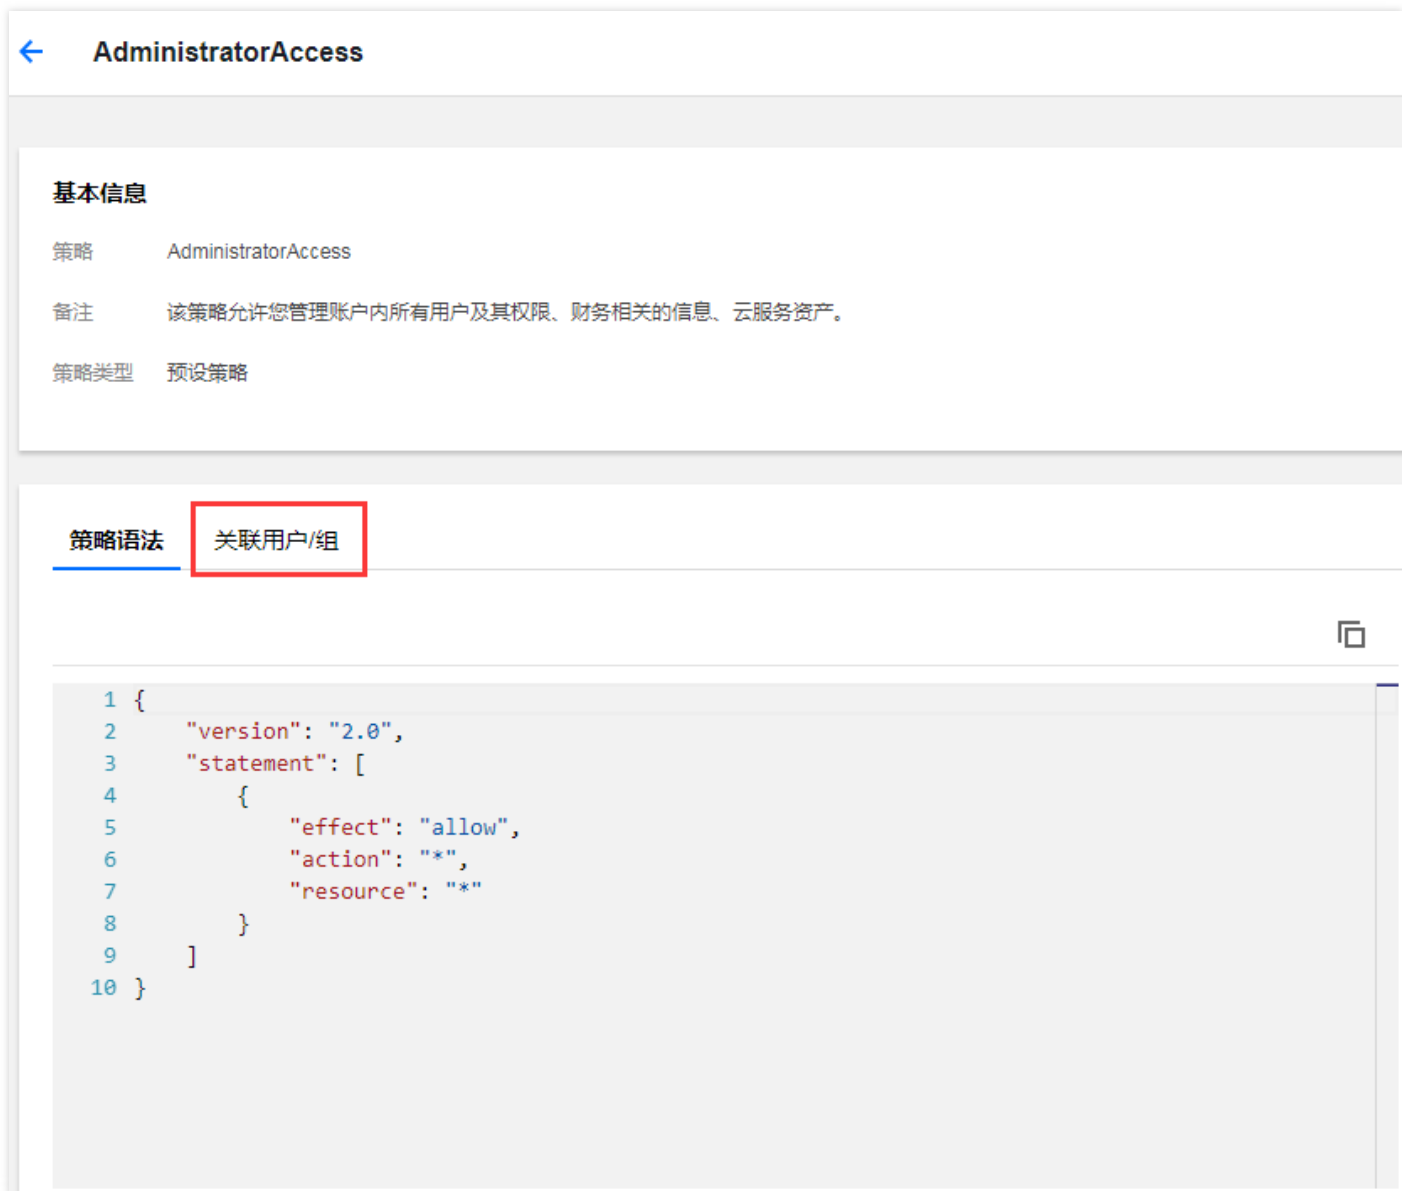 AdministratorAccess
基本信息
策略 AdministratorAccess
备注 该策略允许您管理账户内所有用户及其权限、财务相关的信息、云服务资产。
策略类型 预设策略
策略语法 关联用户/组
1 {
2     "version": "2.0",
3     "statement": [
4         {
5             "effect": "allow",
6             "action": "*",
7             "resource": "*"
8         }
9     ]
10 }